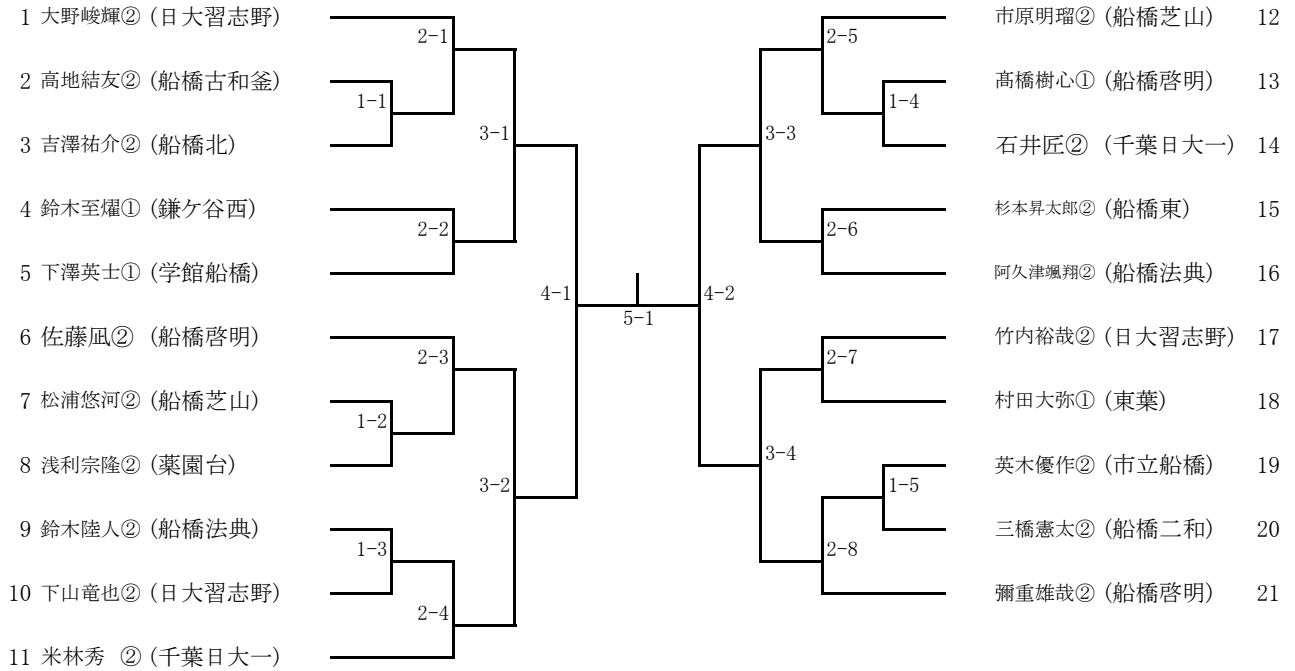 1 大野峻輝② (日大習志野)
2 高地結友② (船橋古和釜)
3 吉澤祐介② (船橋北)
4 鈴木至燿① (鎌ケ谷西)
5 下澤英士① (学館船橋)
6 佐藤凪② (船橋啓明)
7 松浦悠河② (船橋芝山)
8 浅利宗隆② (薬園台)
9 鈴木陸人② (船橋法典)
10 下山竜也② (日大習志野)
11 米林秀 ② (千葉日大一)
2-1
1-1
3-1
2-2
4-1
2-3
1-2
3-2
1-3
2-4
5-1
2-5
1-4
3-3
2-6
4-2
2-7
3-4
1-5
2-8
市原明瑠② (船橋芝山) 12
髙橋樹心① (船橋啓明) 13
石井匠② (千葉日大一) 14
杉本昇太郎② (船橋東) 15
阿久津颯翔② (船橋法典) 16
竹内裕哉② (日大習志野) 17
村田大弥① (東葉) 18
英木優作② (市立船橋) 19
三橋憲太② (船橋二和) 20
彌重雄哉② (船橋啓明) 21